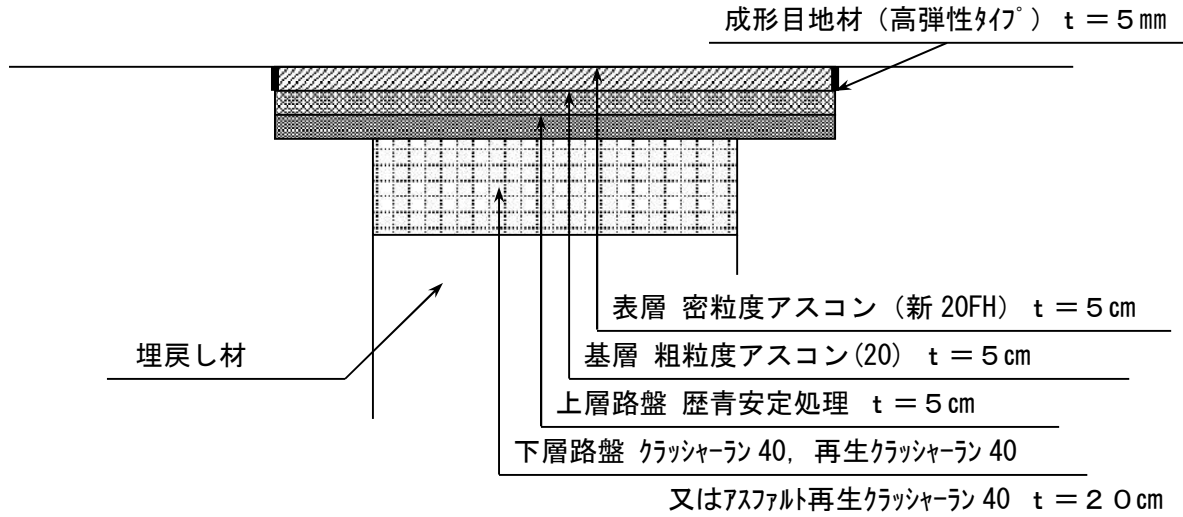 成形目地材（高弾性ﾀｲﾌﾟ）ｔ＝５㎜
表層 密粒度アスコン（新 20FH）ｔ＝５㎝
埋戻し材
基層 粗粒度アスコン(20) ｔ＝５㎝
上層路盤 歴青安定処理 ｔ＝５㎝
下層路盤 ｸﾗｯｼｬｰﾗﾝ 40，再生ｸﾗｯｼｬｰﾗﾝ 40
又はｱｽﾌｧﾙﾄ再生ｸﾗｯｼｬｰﾗﾝ 40 ｔ＝２０㎝